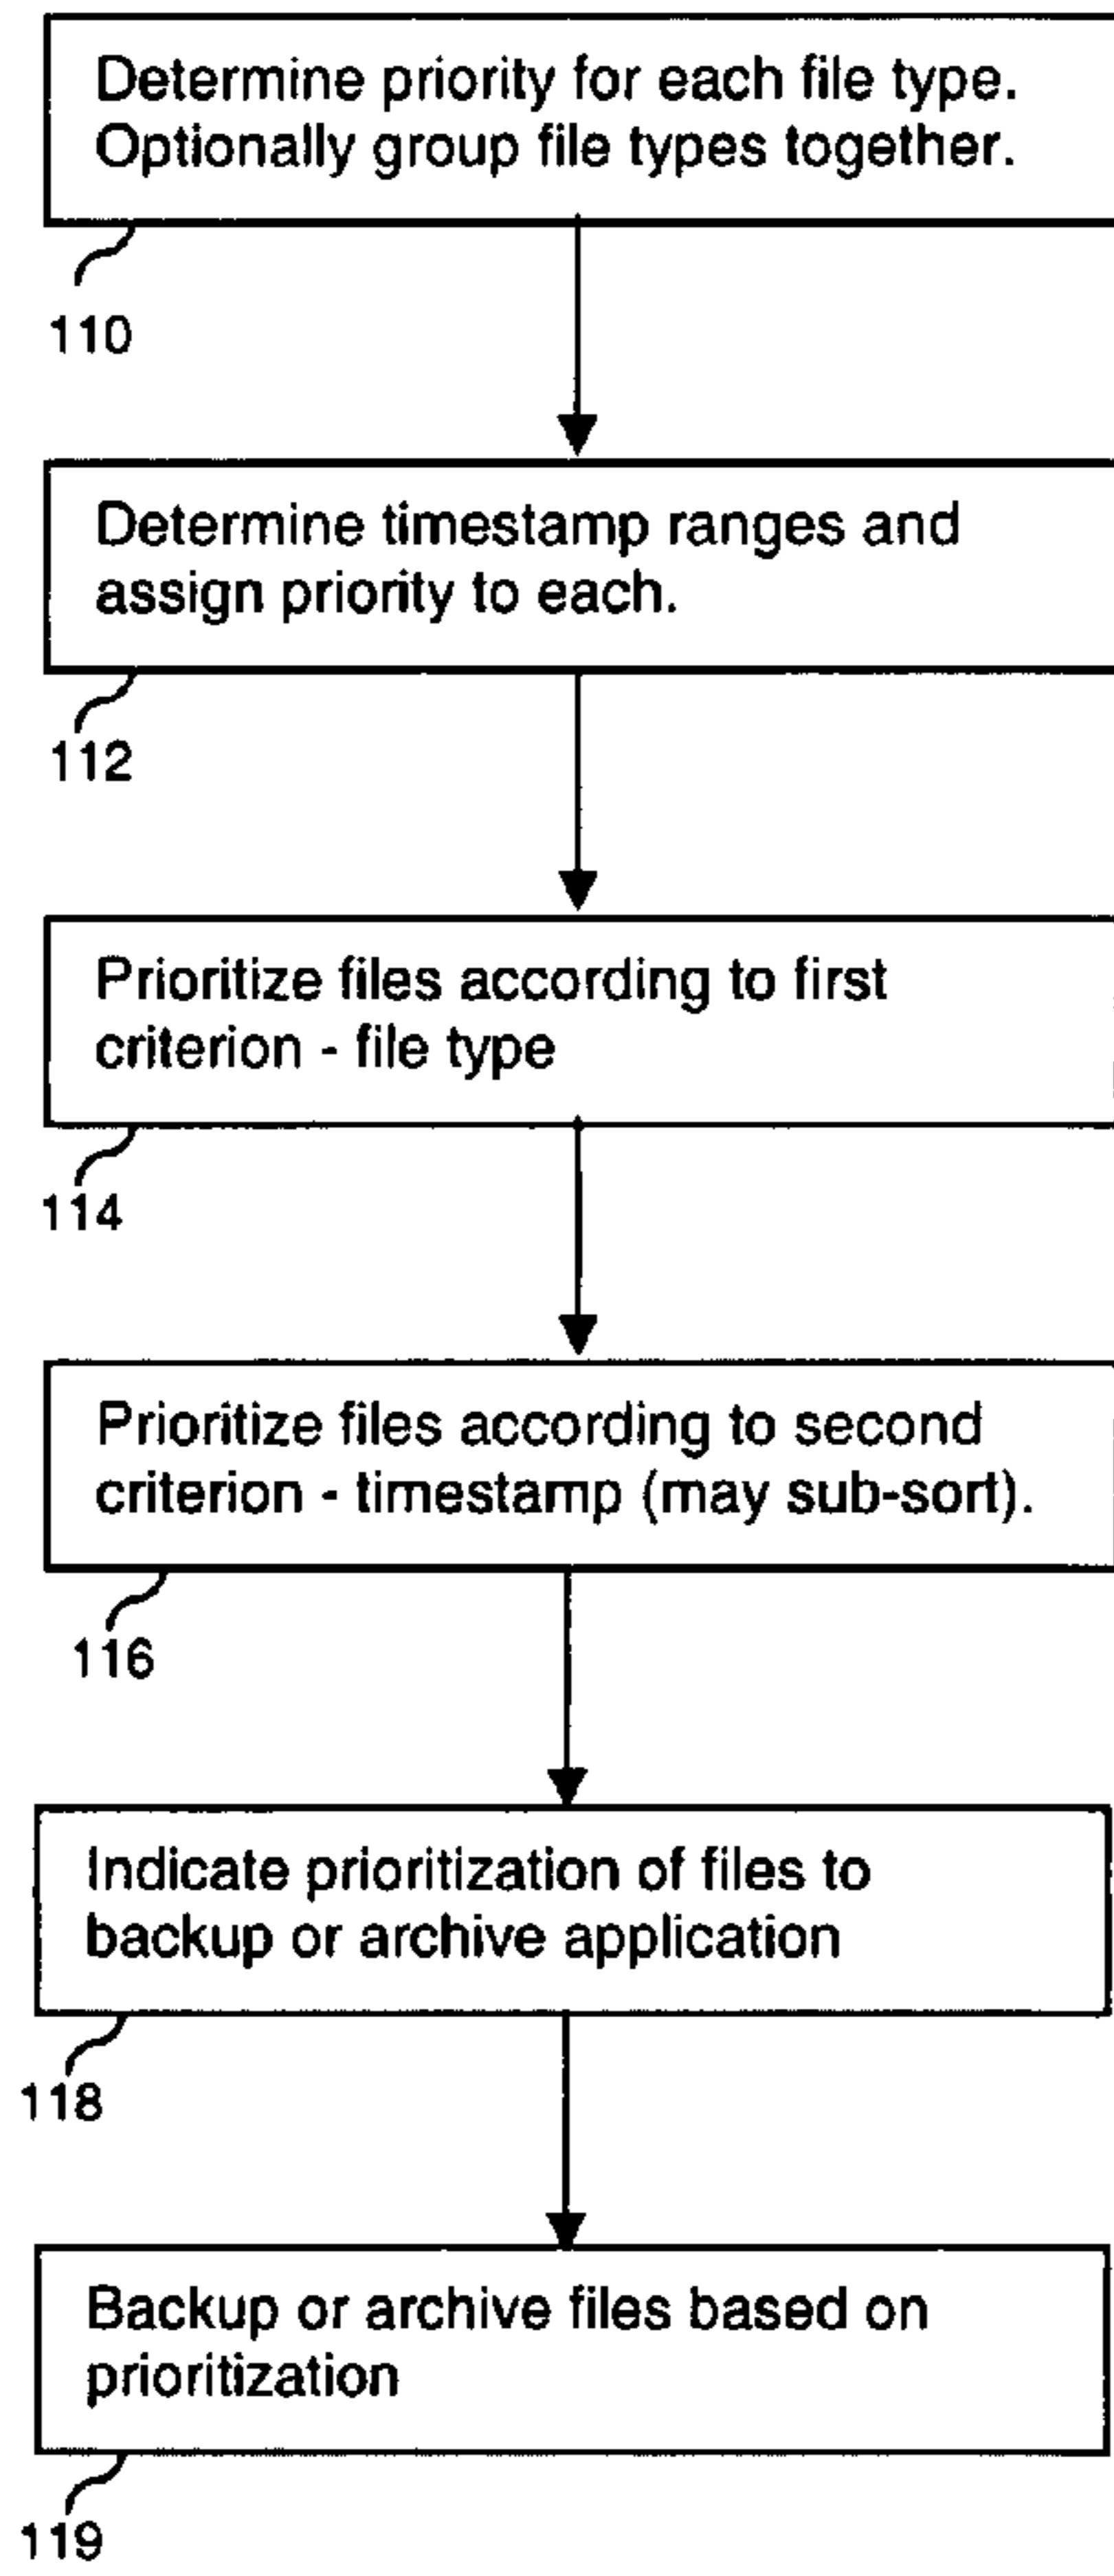 Determine priority for each file type.
Optionally group file types together.
110
Determine timestamp ranges and
assign priority to each.
112
Prioritize files according to first
criterion - file type
114
Prioritize files according to second
criterion - timestamp (may sub-sort).
116
Indicate prioritization of files to
backup or archive application
118
Backup or archive files based on
prioritization
119